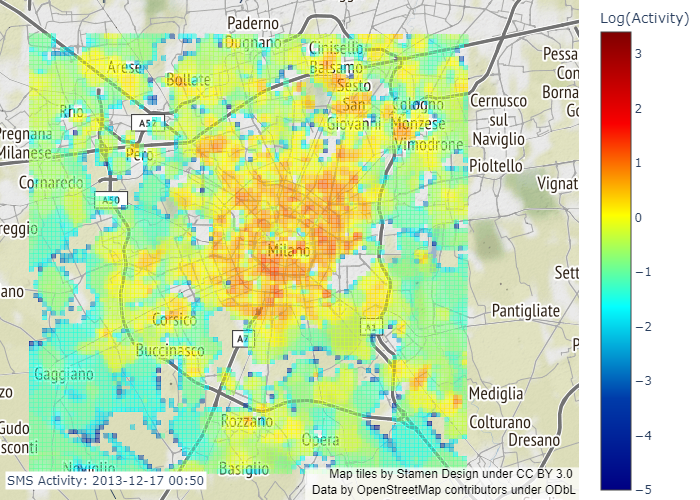 Log(Activity)
3
2
1
0
−1
−2
−3
−4
−5
Paderno
Dugnano
Cinisello
Balsamo
Arese
Bollate
Sesto
San
Giovanni
Cologno
Monzese
Vimodrone
Cernusco
sul
Naviglio
Pessa
Con
Borna
Go
Rho
A52
Pero
Pregnana
Milanese
Cornaredo
A50
Pioltello
Vignat
reggio
Milano
Sett
ano
Corsico
A7
A1
Pantigliate
P
Buccinasco
Gaggiano
zo
Mediglia
Rozzano
Colturano
Dresano
Gudo
sconti
Opera
Noviglio
Basiglio
SMS Activity: 2013-12-17 00:50
Map tiles by Stamen Design under CC BY 3.0
Data by OpenStreetMap contributors under ODbL